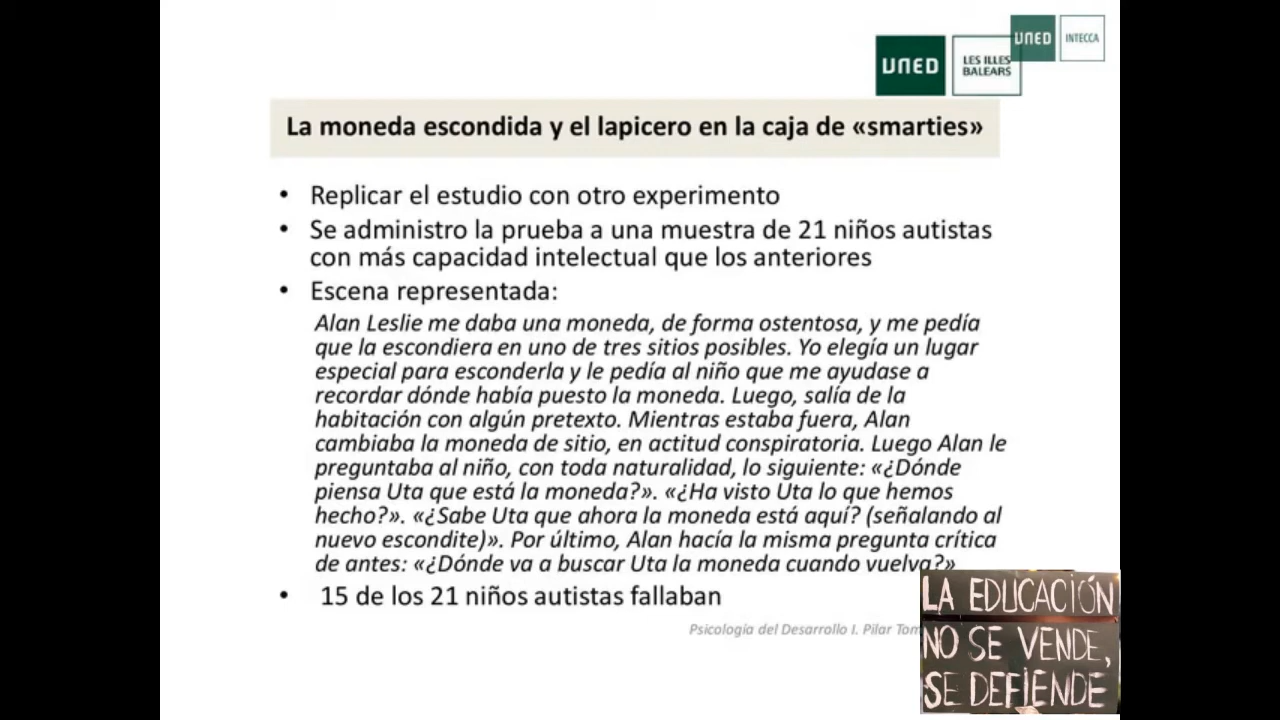 UNED
INTECCA
UNED
LES ILLES
BALEARS
La moneda escondida y el lapicero en la caja de «smarties»
• Replicar el estudio con otro experimento
• Se administro la prueba a una muestra de 21 niños autistas
con más capacidad intelectual que los anteriores
• Escena representada:
Alan Leslie me daba una moneda, de forma ostentosa, y me pedía
que la escondiera en uno de tres sitios posibles. Yo elegía un lugar
especial para esconderla y le pedía al niño que me ayudase a
recordar dónde había puesto la moneda. Luego, salía de la
habitación con algún pretexto. Mientras estaba fuera, Alan
cambiaba la moneda de sitio, en actitud conspiratoria. Luego Alan le
preguntaba al niño, con toda naturalidad, lo siguiente: «¿Dónde
piensa Uta que está la moneda?». «¿Ha visto Uta lo que hemos
hecho?». «¿Sabe Uta que ahora la moneda está aquí? (señalando al
nuevo escondite)». Por último, Alan hacía la misma pregunta crítica
de antes: «¿Dónde va a buscar Uta la moneda cuando vuelva?»
• 15 de los 21 niños autistas fallaban
Psicología del Desarrollo I. Pilar
LA EDUCACIÓN
NO SE VENDE,
SE DEFIENDE